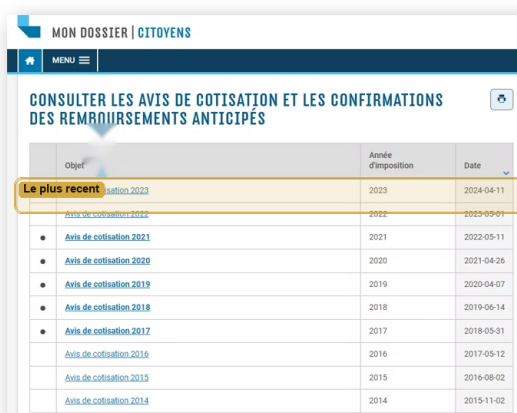 MON DOSSIER | CITOYENS
MENU
CONSULTER LES AVIS DE COTISATION ET LES CONFIRMATIONS
DES REMBOURSEMENTS ANTICIPÉS
Objet Année d'imposition Date
Le plus recent 2023 2023 2024-04-11
Avis de cotisation 2022 2022 2023-05-01
Avis de cotisation 2021 2021 2022-05-11
Avis de cotisation 2020 2020 2021-04-26
Avis de cotisation 2019 2019 2020-04-07
Avis de cotisation 2018 2018 2019-06-14
Avis de cotisation 2017 2017 2018-05-31
Avis de cotisation 2016 2016 2017-05-12
Avis de cotisation 2015 2015 2016-08-02
Avis de cotisation 2014 2014 2015-11-02